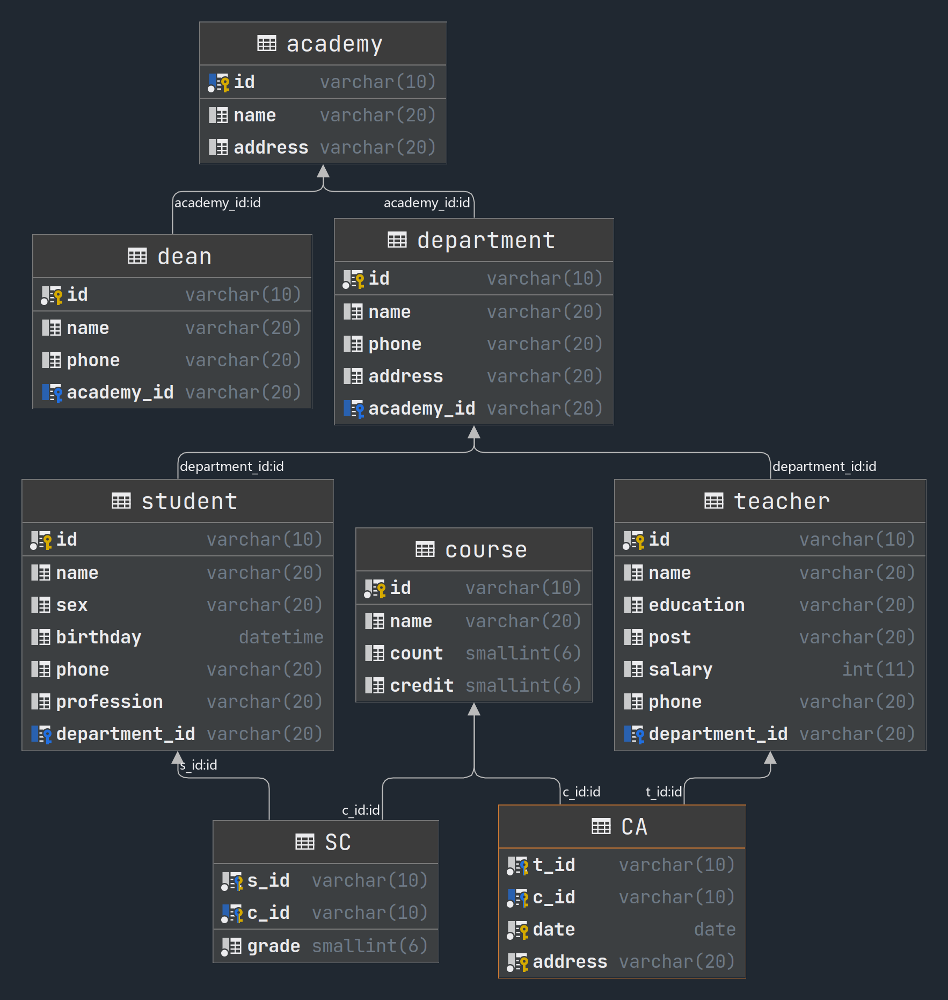 academy
id varchar(10)
name varchar(20)
address varchar(20)
academy_id:id
academy_id:id
dean
id varchar(10)
name varchar(20)
phone varchar(20)
academy_id varchar(20)
department
id varchar(10)
name varchar(20)
phone varchar(20)
address varchar(20)
academy_id varchar(20)
department_id:id
department_id:id
student
id varchar(10)
name varchar(20)
sex varchar(20)
birthday datetime
phone varchar(20)
profession varchar(20)
department_id varchar(20)
course
id varchar(10)
name varchar(20)
count smallint(6)
credit smallint(6)
teacher
id varchar(10)
name varchar(20)
education varchar(20)
post varchar(20)
salary int(11)
phone varchar(20)
department_id varchar(20)
s_id:id
c_id:id
c_id:id
t_id:id
SC
s_id varchar(10)
c_id varchar(10)
grade smallint(6)
CA
t_id varchar(10)
c_id varchar(10)
date date
address varchar(20)